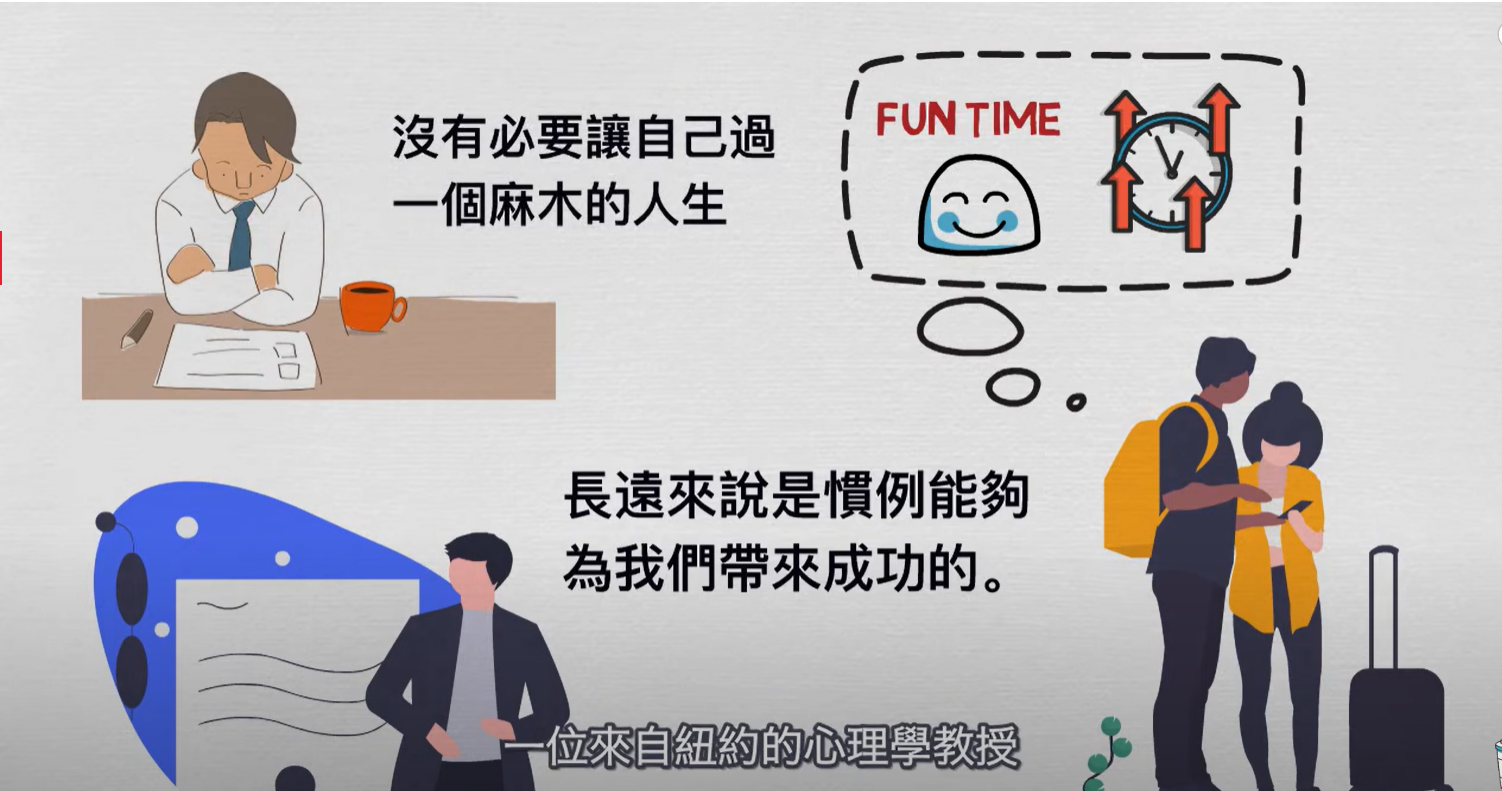 沒有必要讓自己過
一個麻木的人生
FUN TIME
長遠來說是慣例能夠
為我們帶來成功的。
一位來自紐約的心理學教授